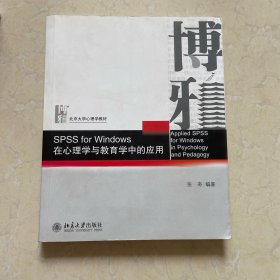 博雅
北京大学心理学教材
SPSS for Windows
在心理学与教育学中的应用
Applied SPSS
for Windows
in Psychology
and Pedagogy
张奇 编著
北京大学出版社